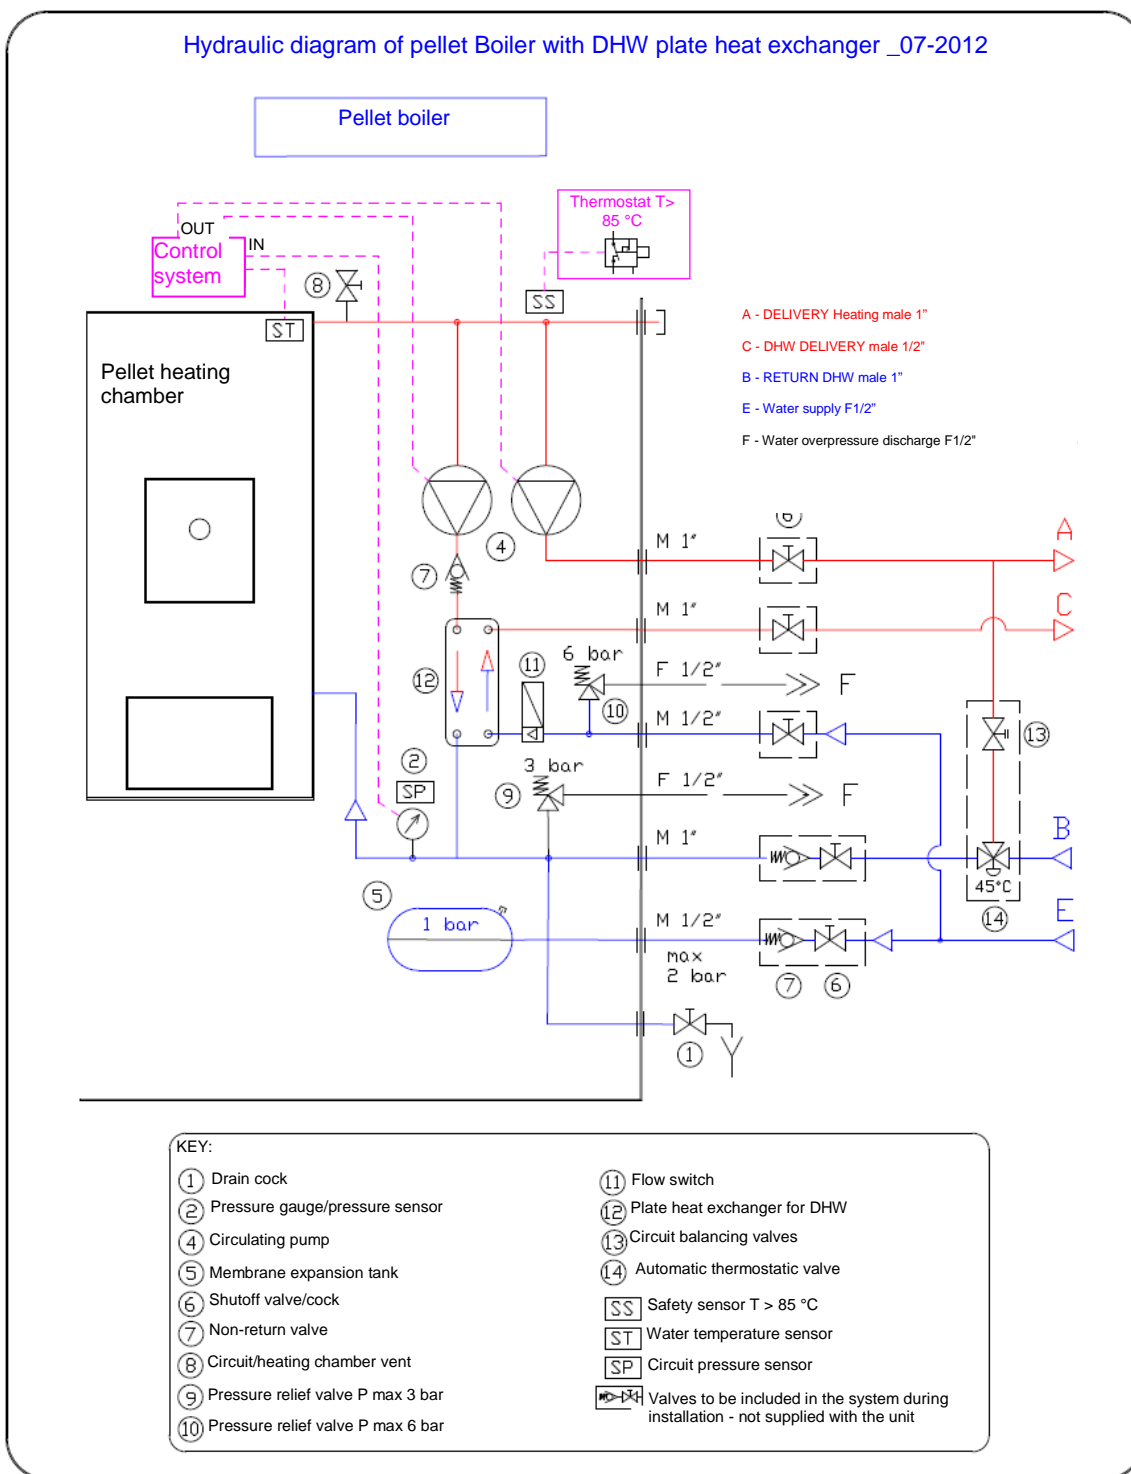 Hydraulic diagram of pellet Boiler with DHW plate heat exchanger _07-2012
Pellet boiler
Thermostat T>
85 °C
OUT
IN
Control
system
8
SS
ST
A - DELIVERY Heating male 1"
C - DHW DELIVERY male 1/2"
B - RETURN DHW male 1"
E - Water supply F1/2"
F - Water overpressure discharge F1/2"
Pellet heating
chamber
6
A
M 1"
4
7
C
M 1"
6 bar
11
F 1/2"
12
F
10
M 1/2"
13
2
3 bar
SP
F 1/2"
9
F
B
M 1"
45°C
5
14
E
1 bar
M 1/2"
max
2 bar
7
6
1
KEY:
1 Drain cock
2 Pressure gauge/pressure sensor
4 Circulating pump
5 Membrane expansion tank
6 Shutoff valve/cock
7 Non-return valve
8 Circuit/heating chamber vent
9 Pressure relief valve P max 3 bar
10 Pressure relief valve P max 6 bar
11 Flow switch
12 Plate heat exchanger for DHW
13 Circuit balancing valves
14 Automatic thermostatic valve
SS Safety sensor T > 85 °C
ST Water temperature sensor
SP Circuit pressure sensor
Valves to be included in the system during
installation - not supplied with the unit